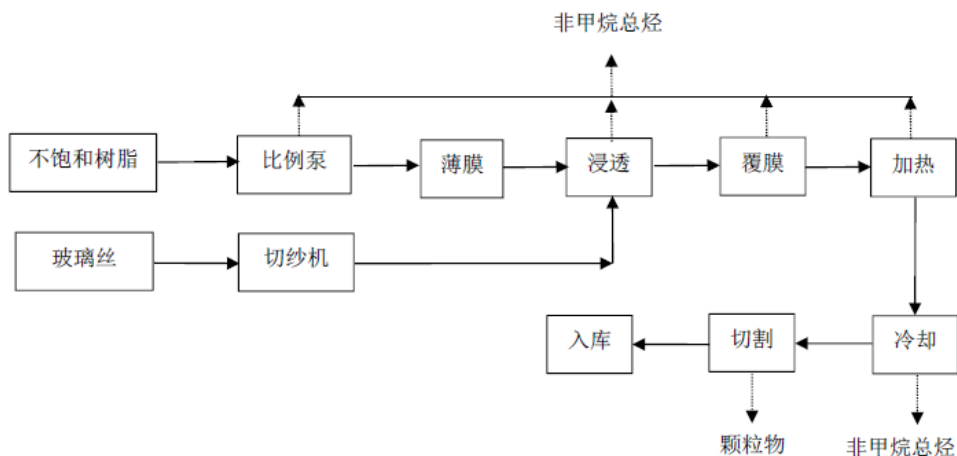 非甲烷总烃
不饱和树脂
比例泵
薄膜
浸透
覆膜
加热
玻璃丝
切纱机
入库
切割
冷却
颗粒物
非甲烷总烃